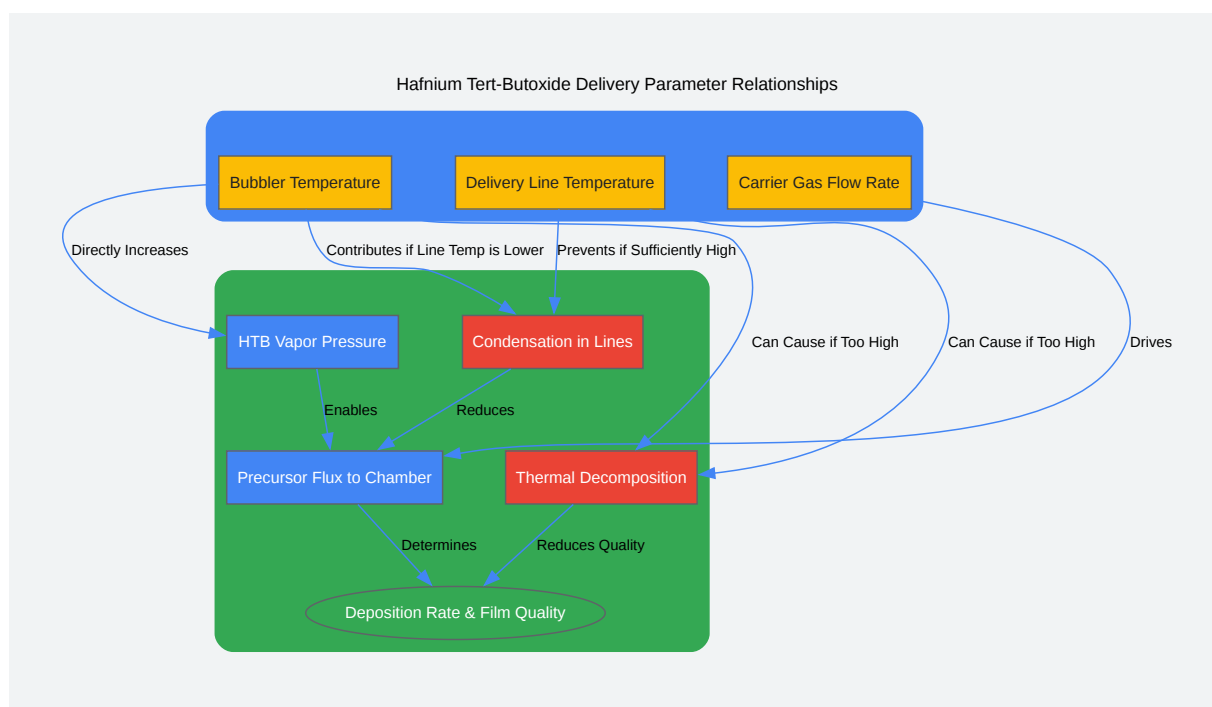 Hafnium Tert-Butoxide Delivery Parameter Relationships
Bubbler Temperature
Delivery Line Temperature
Carrier Gas Flow Rate
Directly Increases
Contributes if Line Temp is Lower
Prevents if Sufficiently High
HTB Vapor Pressure
Condensation in Lines
Can Cause if Too High
Can Cause if Too High
Drives
Enables
Reduces
Precursor Flux to Chamber
Thermal Decomposition
Determines
Reduces Quality
Deposition Rate & Film Quality